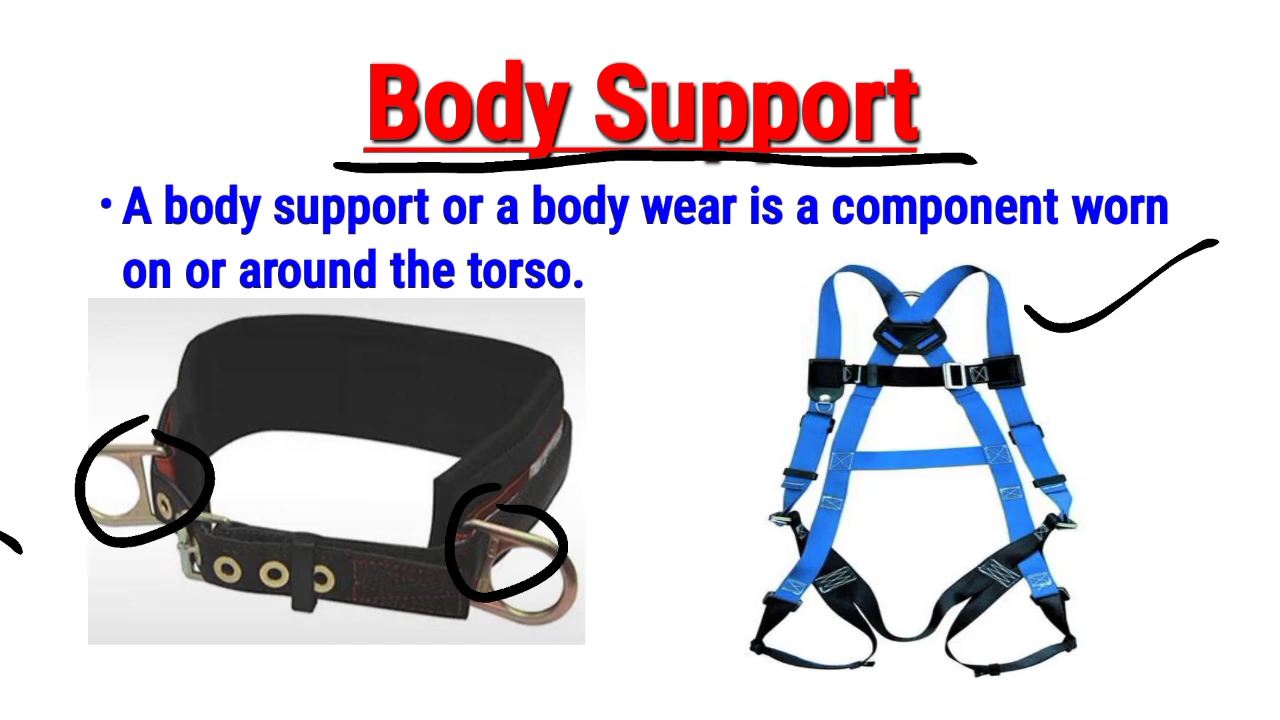 Body Support
• A body support or a body wear is a component worn
on or around the torso.